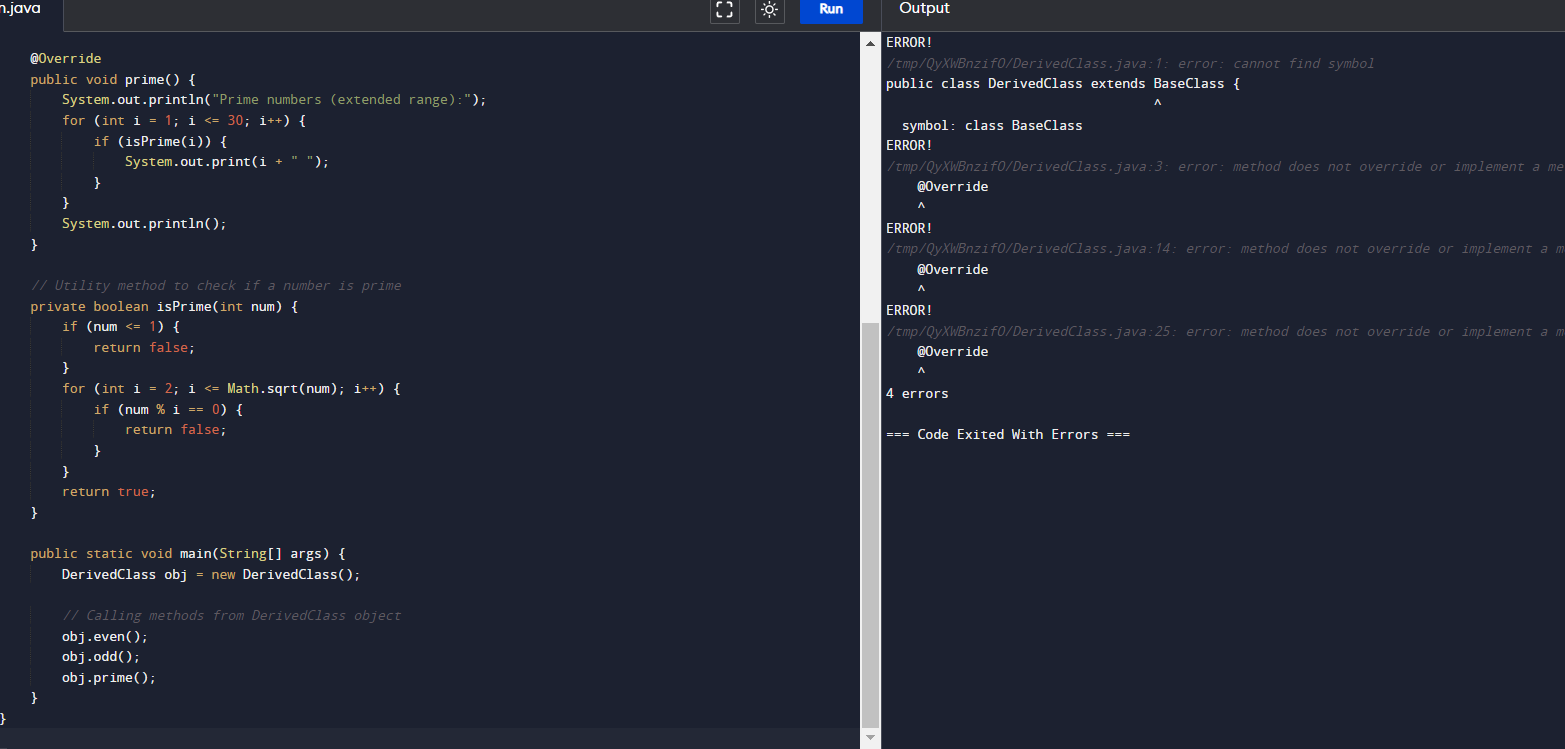 n.java
Run
Output
@Override
public void prime() {
System.out.println("Prime numbers (extended range):");
for (int i = 1; i <= 30; i++) {
if (isPrime(i)) {
System.out.print(i + " ");
}
}
System.out.println();
}
// Utility method to check if a number is prime
private boolean isPrime(int num) {
if (num <= 1) {
return false;
}
for (int i = 2; i <= Math.sqrt(num); i++) {
if (num % i == 0) {
return false;
}
}
return true;
}
public static void main(String[] args) {
DerivedClass obj = new DerivedClass();
// Calling methods from DerivedClass object
obj.even();
obj.odd();
obj.prime();
}
}
ERROR!
/tmp/QyXWBnzifO/DerivedClass.java:1: error: cannot find symbol
public class DerivedClass extends BaseClass {
^
symbol: class BaseClass
ERROR!
/tmp/QyXWBnzifO/DerivedClass.java:3: error: method does not override or implement a me
@Override
^
ERROR!
/tmp/QyXWBnzifO/DerivedClass.java:14: error: method does not override or implement a m
@Override
^
ERROR!
/tmp/QyXWBnzifO/DerivedClass.java:25: error: method does not override or implement a m
@Override
^
4 errors
=== Code Exited With Errors ===